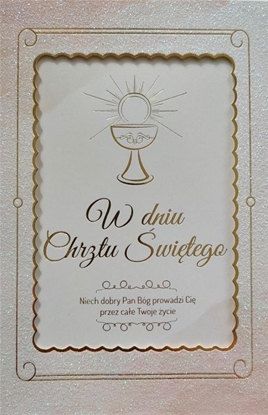 W dniu
Chrztu Świętego
Niech dobry Pan Bóg prowadzi Cię
przez całe Twoje życie